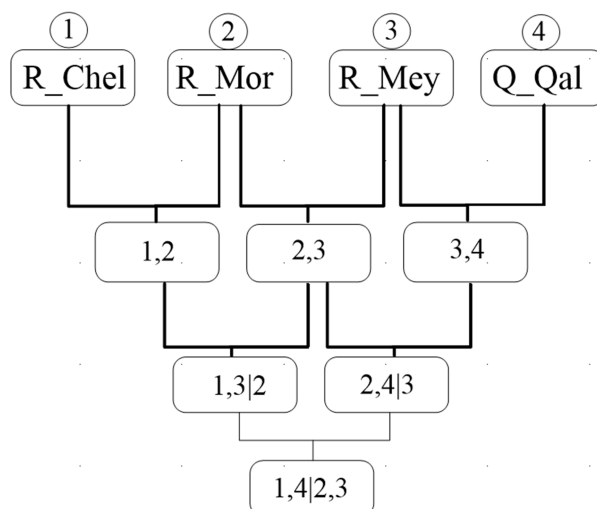 1 2 3 4
R_Chel R_Mor R_Mey Q_Qal
1,2 2,3 3,4
1,3|2 2,4|3
1,4|2,3